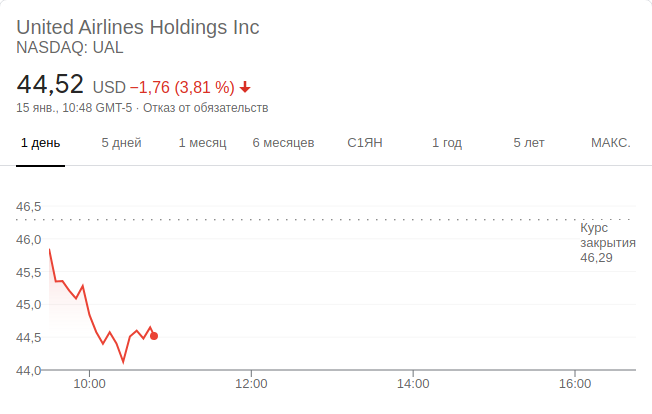 United Airlines Holdings Inc
NASDAQ: UAL
44,52 USD −1,76 (3,81 %)
15 янв., 10:48 GMT-5 · Отказ от обязательств
1 день 5 дней 1 месяц 6 месяцев С1ЯН 1 год 5 лет МАКС.
46,5
Курс
закрытия
46,29
46,0
45,5
45,0
44,5
44,0
10:00 12:00 14:00 16:00